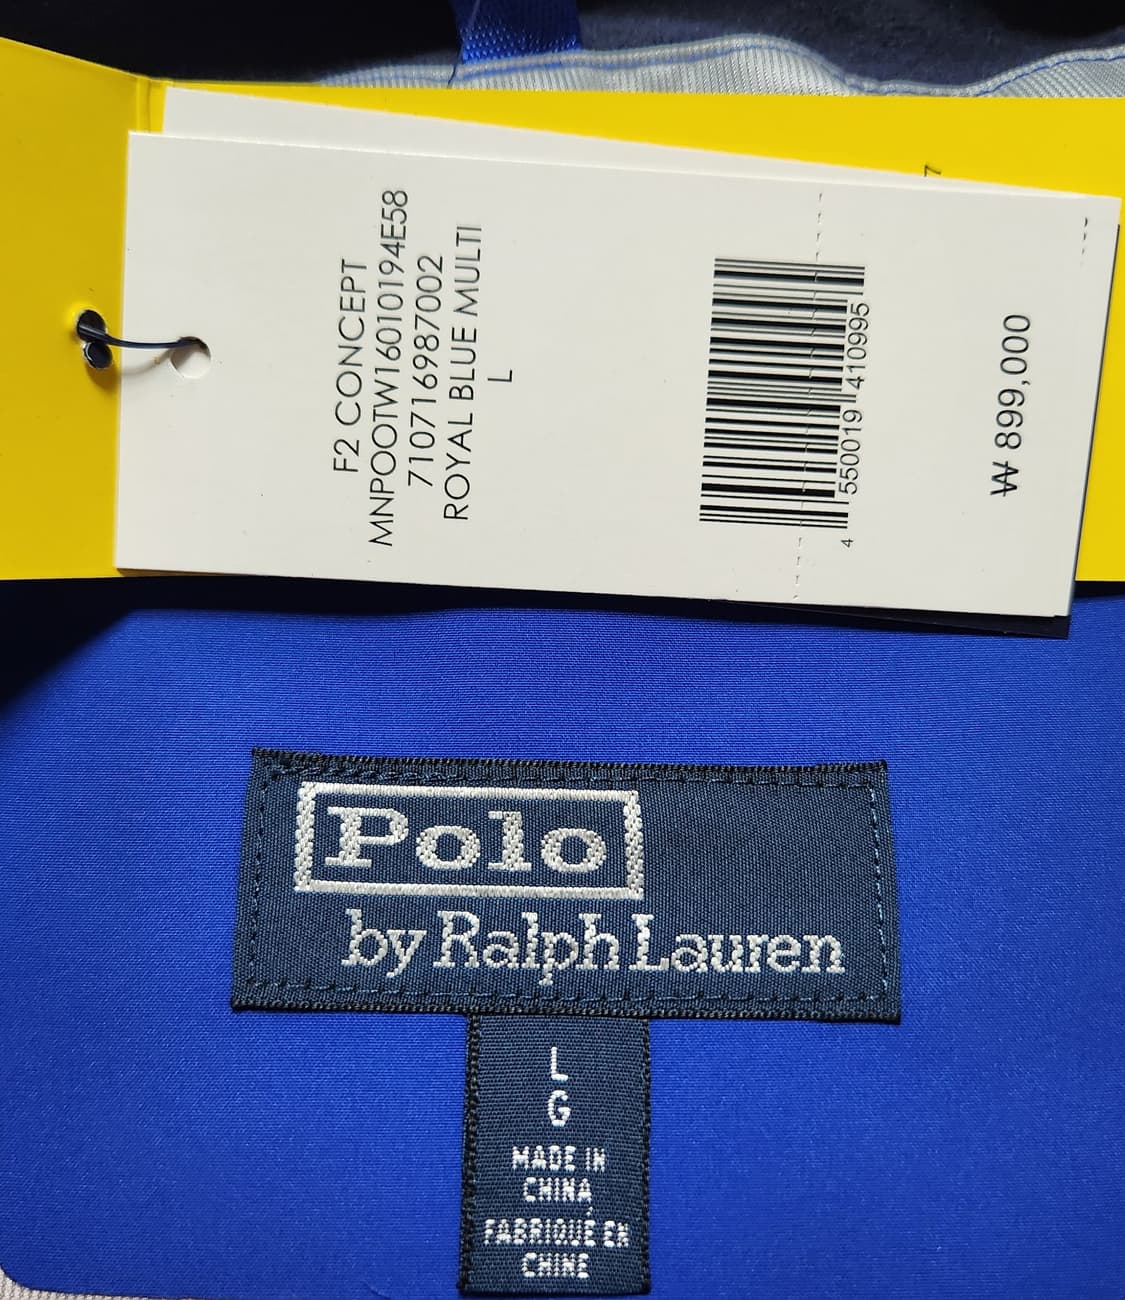 F2 CONCEPT
MNPOOTW16010194E58
710716987002
ROYAL BLUE MULTI
L
4 550019 410995
₩ 899,000
7
Polo
by Ralph Lauren
L
G
MADE IN
CHINA
FABRIQUÉ EN
CHINE